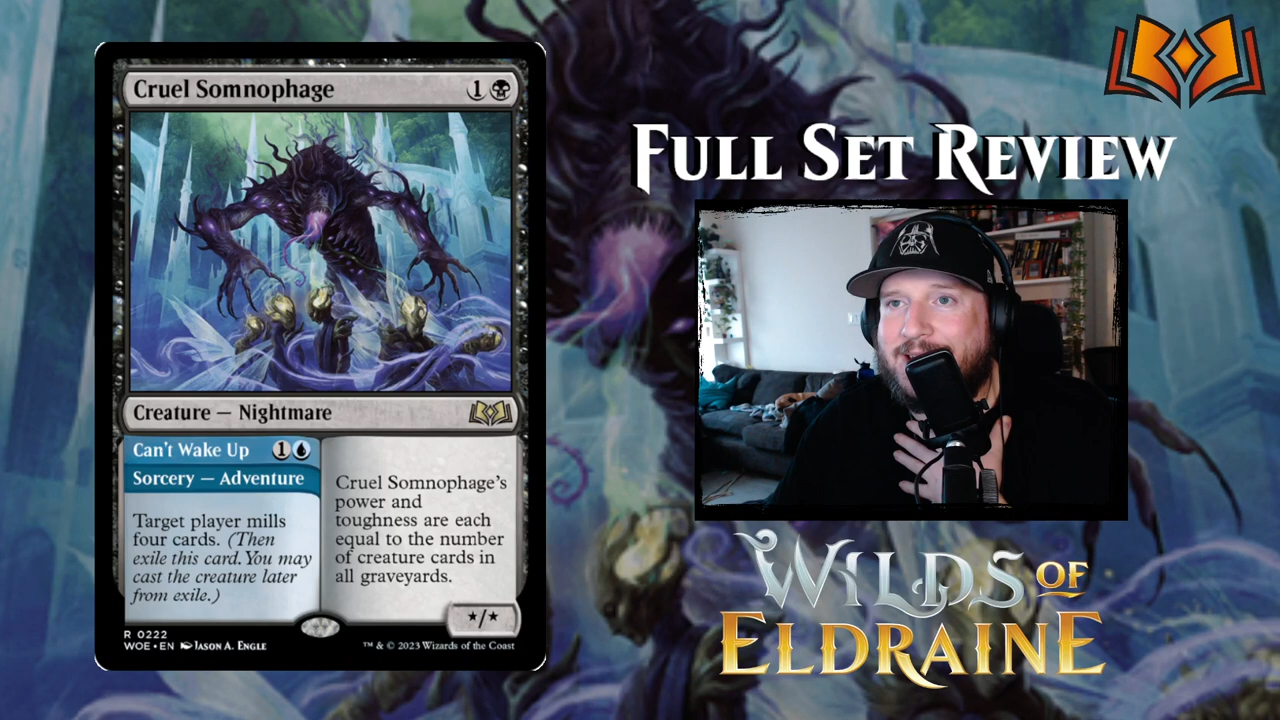 Cruel Somnophage 1
Creature — Nightmare
Can't Wake Up 1
Sorcery — Adventure
Target player mills
four cards. (Then
exile this card. You may
cast the creature later
from exile.)
Cruel Somnophage's
power and
toughness are each
equal to the number
of creature cards in
all graveyards.
★/★
R 0222
WOE • EN JASON A. ENGLE
™ & © 2023 Wizards of the Coast
FULL SET REVIEW
WILDS OF
ELDRAINE